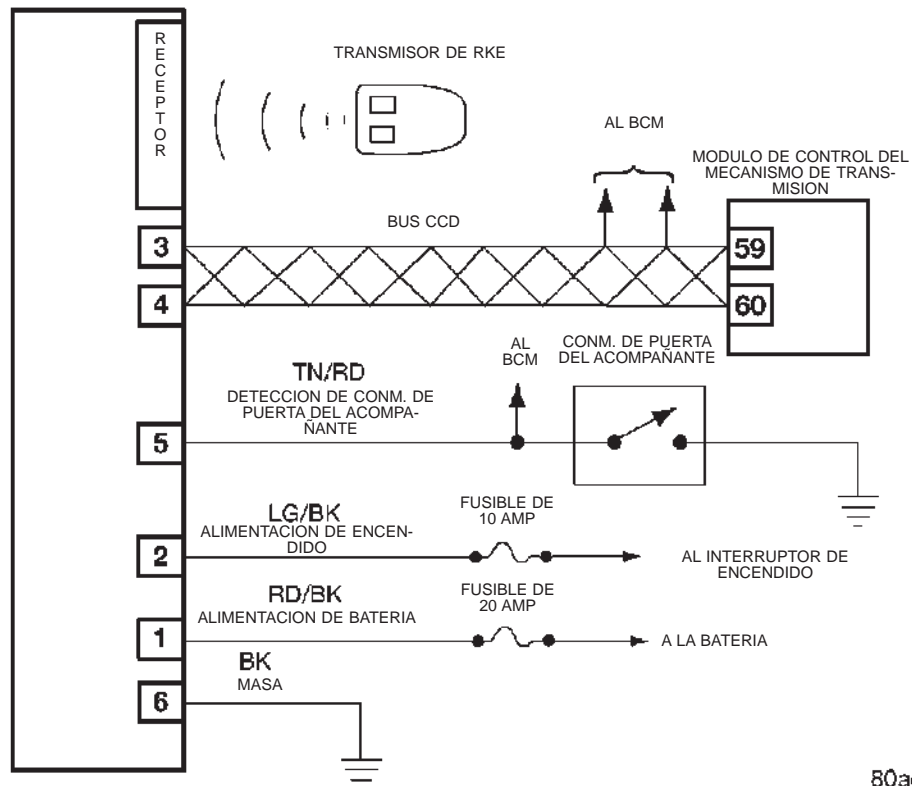 RECEPTOR
TRANSMISOR DE RKE
AL BCM
MODULO DE CONTROL DEL
MECANISMO DE TRANS-
MISION
BUS CCD
3
59
4
60
AL
BCM
CONM. DE PUERTA
DEL ACOMPAÑANTE
TN/RD
DETECCION DE CONM. DE
PUERTA DEL ACOMPA-
ÑANTE
5
LG/BK
ALIMENTACION DE ENCEN-
DIDO
FUSIBLE DE
10 AMP
2
AL INTERRUPTOR DE
ENCENDIDO
RD/BK
ALIMENTACION DE BATERIA
FUSIBLE DE
20 AMP
1
A LA BATERIA
BK
MASA
6